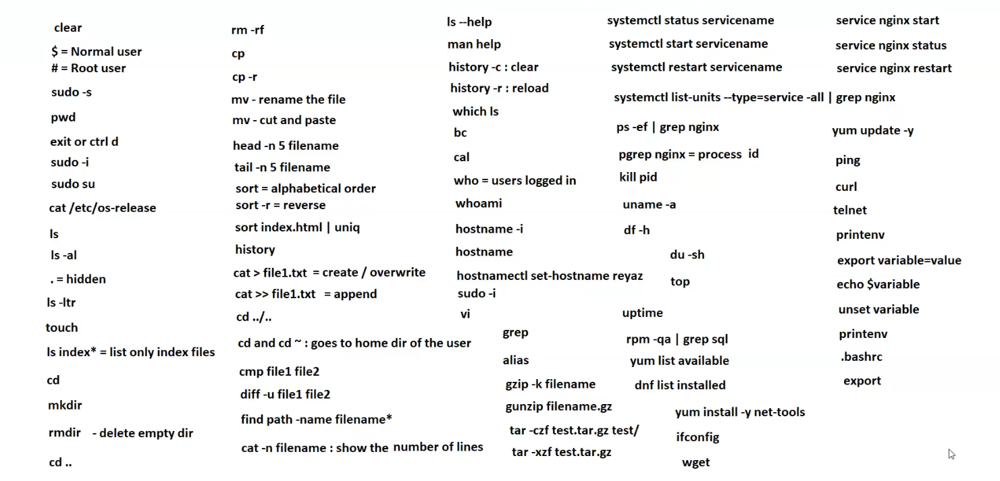 clear
$ = Normal user
# = Root user
sudo -s
pwd
exit or ctrl d
sudo -i
sudo su
cat /etc/os-release
ls
ls -al
. = hidden
ls -ltr
touch
ls index* = list only index files
cd
mkdir
rmdir - delete empty dir
cd ..
rm -rf
cp
cp -r
mv - rename the file
mv - cut and paste
head -n 5 filename
tail -n 5 filename
sort = alphabetical order
sort -r = reverse
sort index.html | uniq
history
cat > file1.txt = create / overwrite
cat >> file1.txt = append
cd ../..
cd and cd ~ : goes to home dir of the user
cmp file1 file2
diff -u file1 file2
find path -name filename*
cat -n filename : show the number of lines
ls --help
man help
history -c : clear
history -r : reload
which ls
bc
cal
who = users logged in
whoami
hostname -i
hostname
hostnamectl set-hostname reyaz
sudo -i
vi
grep
alias
gzip -k filename
gunzip filename.gz
tar -czf test.tar.gz test/
tar -xzf test.tar.gz
systemctl status servicename
systemctl start servicename
systemctl restart servicename
systemctl list-units --type=service -all | grep nginx
ps -ef | grep nginx
pgrep nginx = process id
kill pid
uname -a
df -h
du -sh
top
uptime
rpm -qa | grep sql
yum list available
dnf list installed
yum install -y net-tools
ifconfig
wget
service nginx start
service nginx status
service nginx restart
yum update -y
ping
curl
telnet
printenv
export variable=value
echo $variable
unset variable
printenv
.bashrc
export